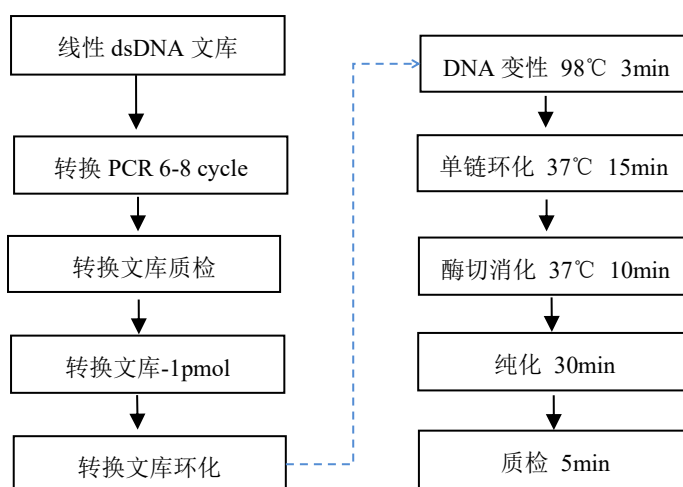 线性 dsDNA 文库
转换 PCR 6-8 cycle
转换文库质检
转换文库-1pmol
转换文库环化
DNA 变性 98℃ 3min
单链环化 37℃ 15min
酶切消化 37℃ 10min
纯化 30min
质检 5min